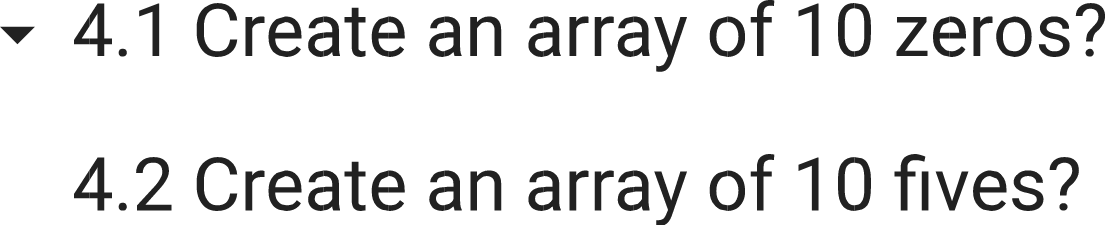 4.1 Create an array of 10 zeros?
4.2 Create an array of 10 fives?